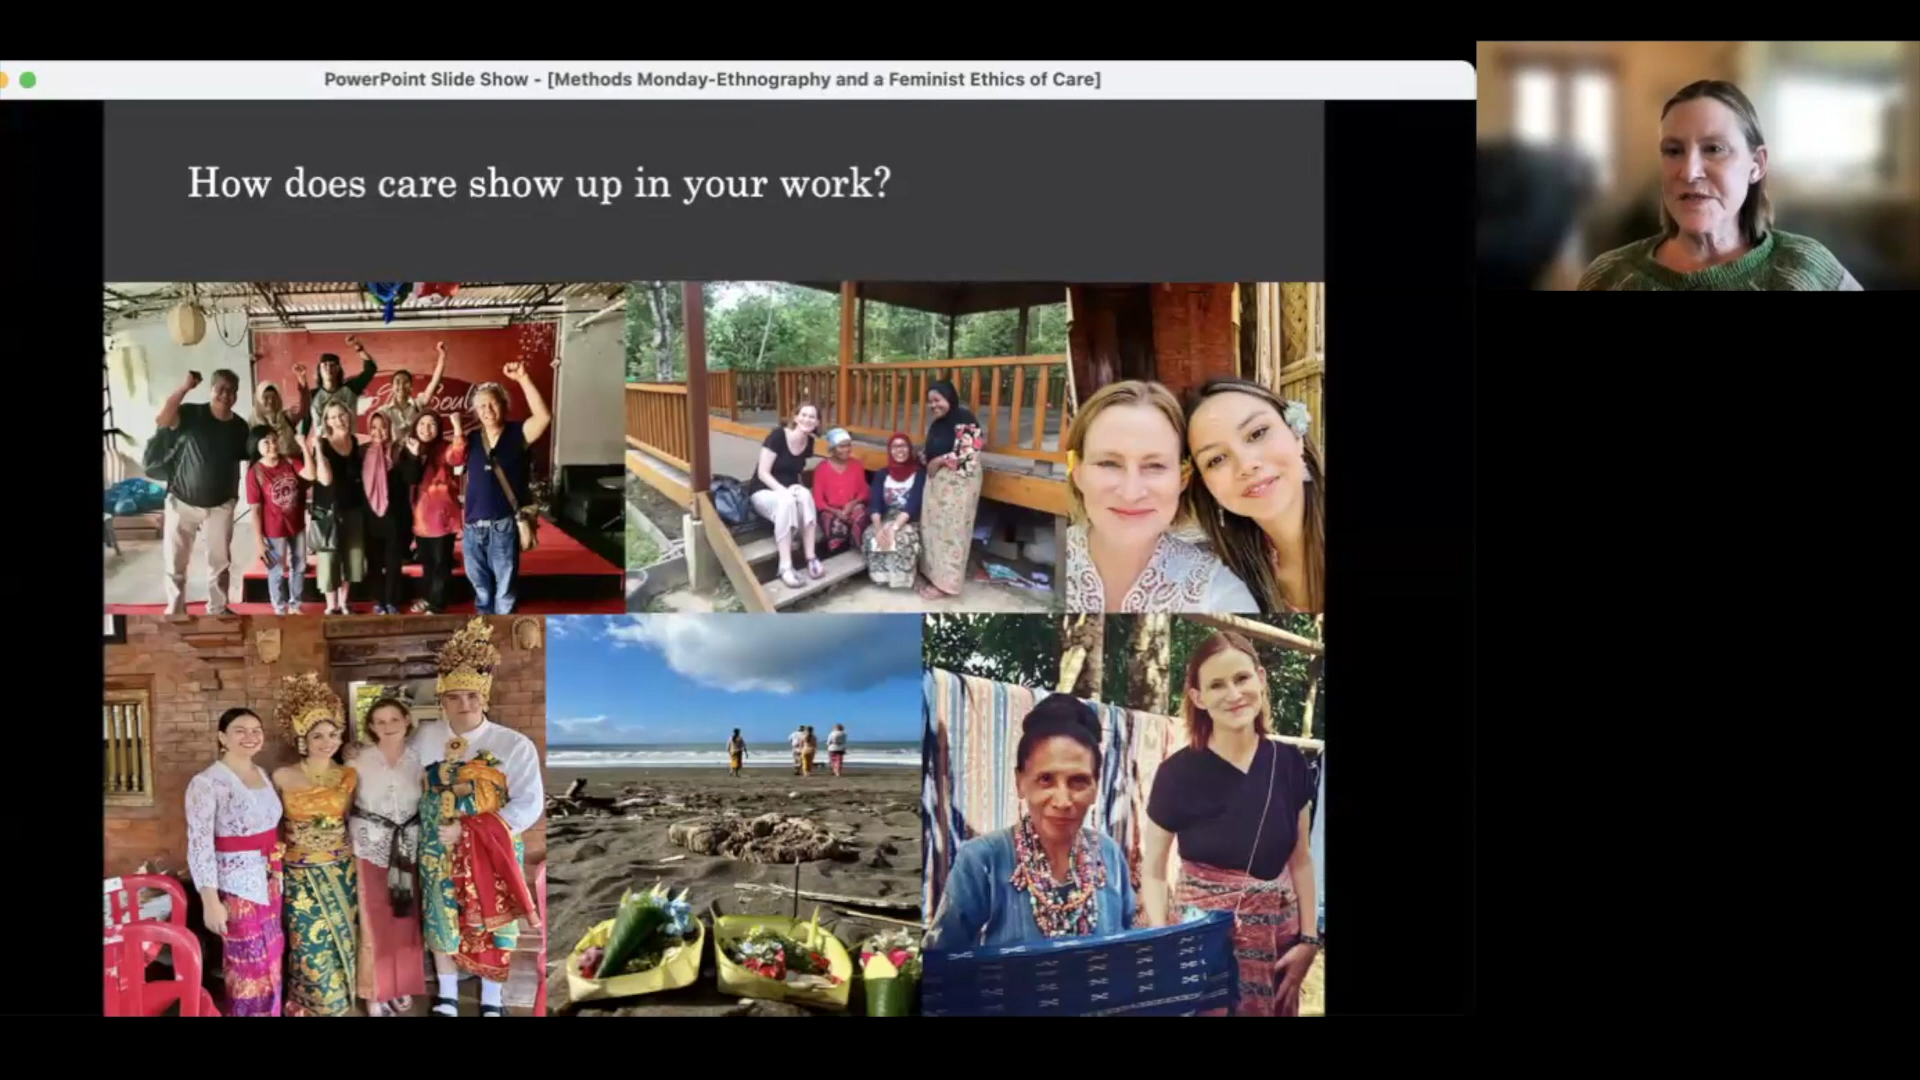 PowerPoint Slide Show - [Methods Monday-Ethnography and a Feminist Ethics of Care]
How does care show up in your work?